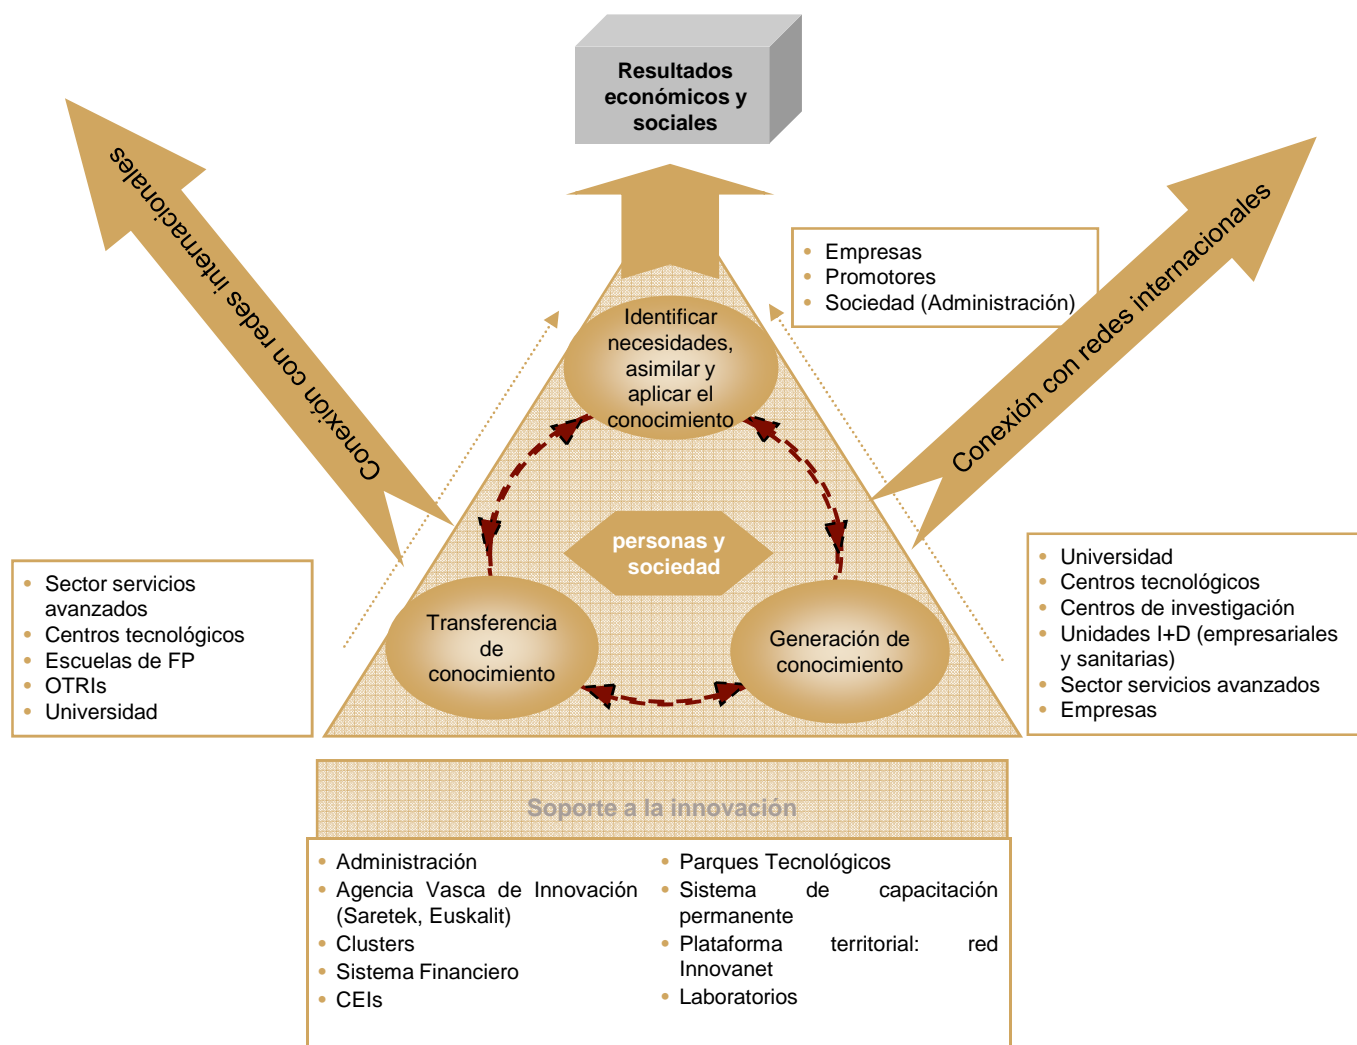 Resultados
económicos y
sociales
Conexión con redes internacionales
Conexión con redes internacionales
• Empresas
• Promotores
• Sociedad (Administración)
Identificar
necesidades,
asimilar y
aplicar el
conocimiento
personas y
sociedad
• Sector servicios
avanzados
• Centros tecnológicos
• Escuelas de FP
• OTRIs
• Universidad
Transferencia
de
conocimiento
Generación de
conocimiento
• Universidad
• Centros tecnológicos
• Centros de investigación
• Unidades I+D (empresariales
y sanitarias)
• Sector servicios avanzados
• Empresas
Soporte a la innovación
• Administración
• Agencia Vasca de Innovación
(Saretek, Euskalit)
• Clusters
• Sistema Financiero
• CEIs
• Parques Tecnológicos
• Sistema de capacitación
permanente
• Plataforma territorial: red
Innovanet
• Laboratorios